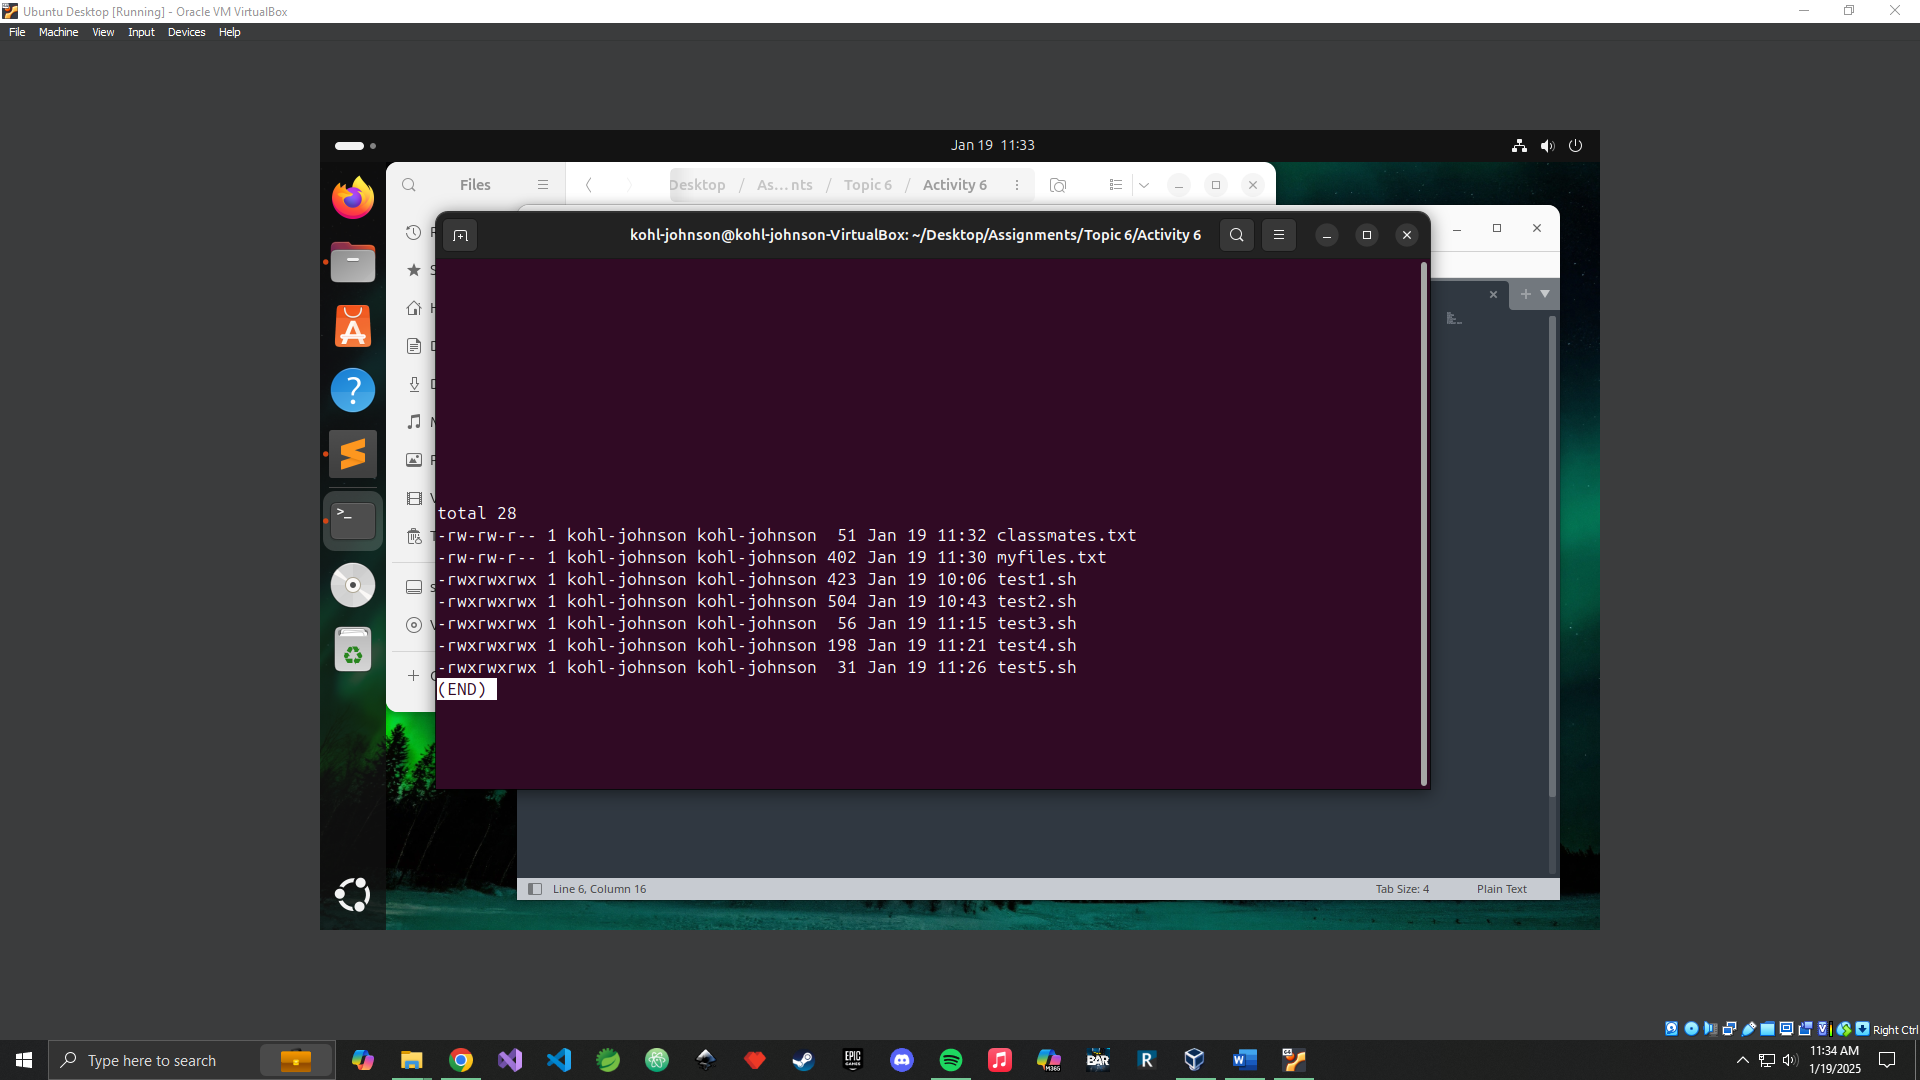 Ubuntu Desktop [Running] - Oracle VM VirtualBox
File Machine View Input Devices Help
Jan 19 11:33
Files
Desktop / As...nts / Topic 6 / Activity 6
kohl-johnson@kohl-johnson-VirtualBox: ~/Desktop/Assignments/Topic 6/Activity 6
total 28
-rw-rw-r-- 1 kohl-johnson kohl-johnson  51 Jan 19 11:32 classmates.txt
-rw-rw-r-- 1 kohl-johnson kohl-johnson 402 Jan 19 11:30 myfiles.txt
-rwxrwxrwx 1 kohl-johnson kohl-johnson 423 Jan 19 10:06 test1.sh
-rwxrwxrwx 1 kohl-johnson kohl-johnson 504 Jan 19 10:43 test2.sh
-rwxrwxrwx 1 kohl-johnson kohl-johnson  56 Jan 19 11:15 test3.sh
-rwxrwxrwx 1 kohl-johnson kohl-johnson 198 Jan 19 11:21 test4.sh
-rwxrwxrwx 1 kohl-johnson kohl-johnson  31 Jan 19 11:26 test5.sh
(END)
Line 6, Column 16
Tab Size: 4
Plain Text
Right Ctrl
Type here to search
EPIC GAMES
M365
BAR
R
W
11:34 AM
1/19/2025